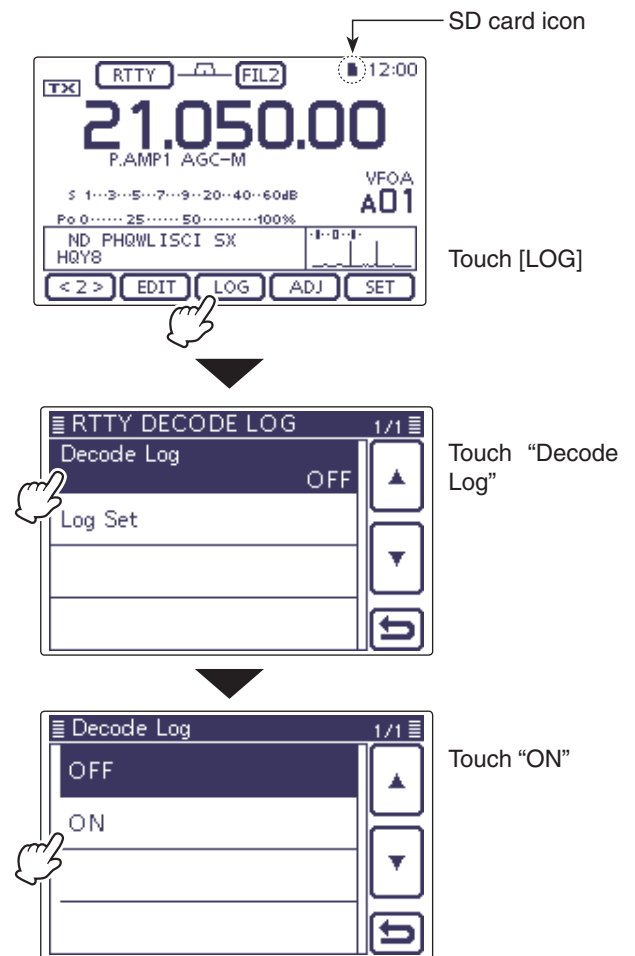 SD card icon
RTTY FIL2 12:00
TX
21.050.00
P.AMP1 AGC-M
VFOA
S 1···3···5···7···9··20··40··60dB
A01
Po 0······25······50··········100%
ND PHQWLISCI SX
HQY8
Touch [LOG]
< 2 > EDIT LOG ADJ SET
RTTY DECODE LOG 1/1
Decode Log
OFF
Touch “Decode
Log”
Log Set
Decode Log 1/1
OFF
Touch “ON”
ON